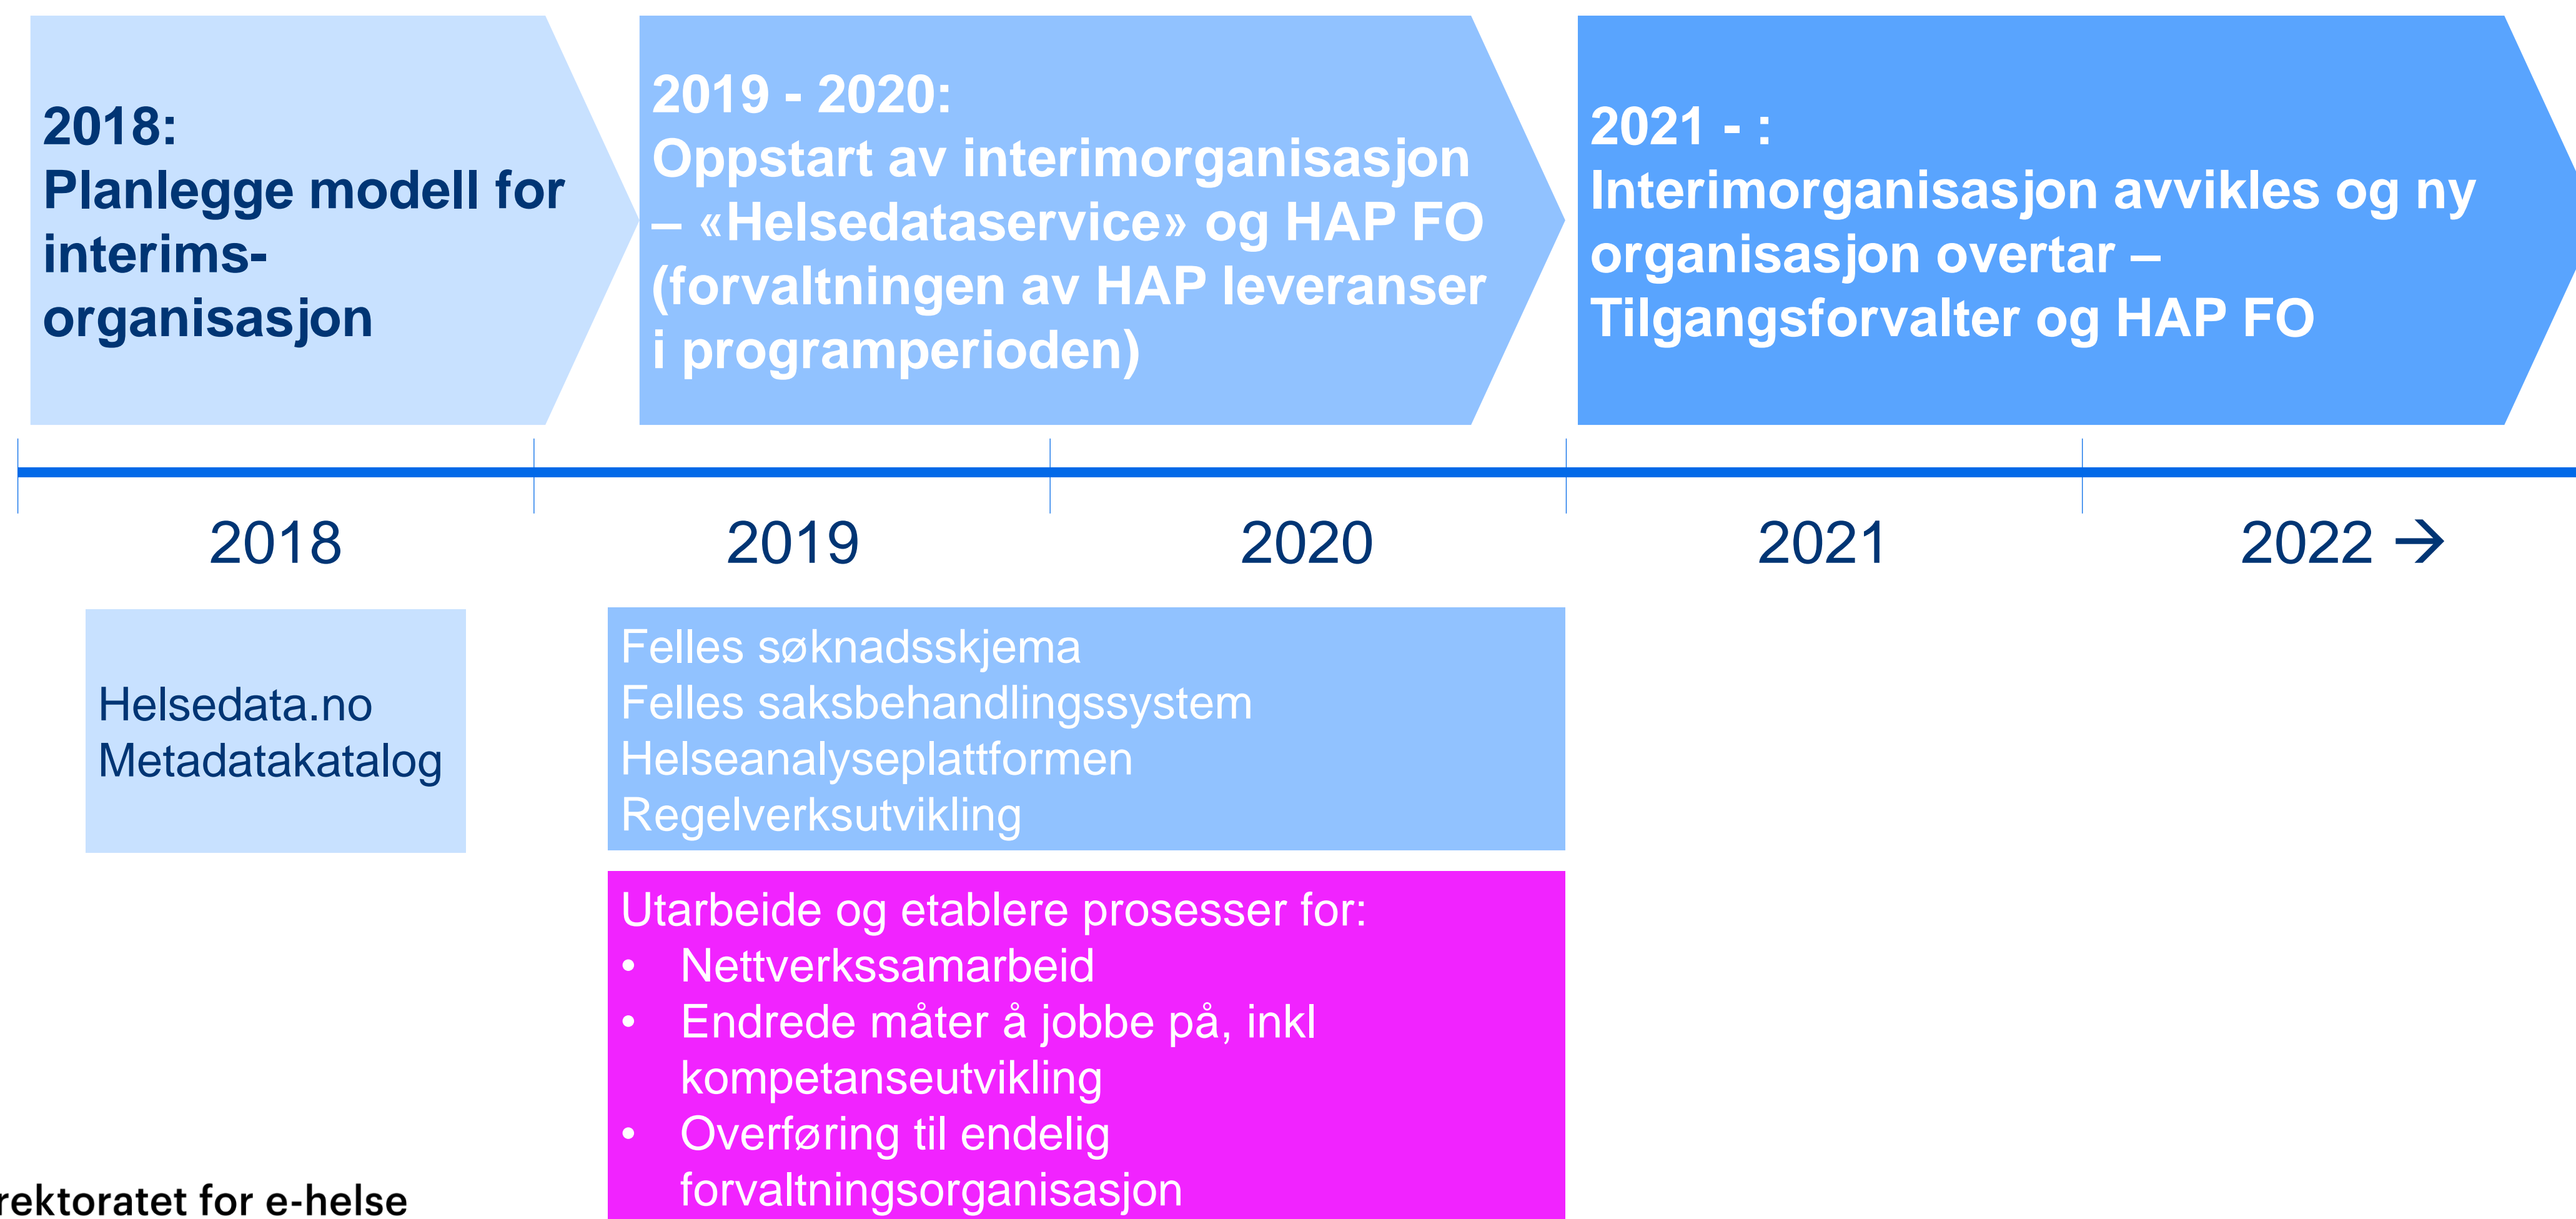 2018:
Planlegge modell for
interims-
organisasjon
2019 - 2020:
Oppstart av interimorganisasjon
– «Helsedataservice» og HAP FO
(forvaltningen av HAP leveranser
i programperioden)
2021 - :
Interimorganisasjon avvikles og ny
organisasjon overtar –
Tilgangsforvalter og HAP FO
2018
2019
2020
2021
2022 →
Helsedata.no
Metadatakatalog
Felles søknadsskjema
Felles saksbehandlingssystem
Helseanalyseplattformen
Regelverksutvikling
Utarbeide og etablere prosesser for:
• Nettverkssamarbeid
• Endrede måter å jobbe på, inkl
kompetanseutvikling
• Overføring til endelig
forvaltningsorganisasjon
rektoratet for e-helse